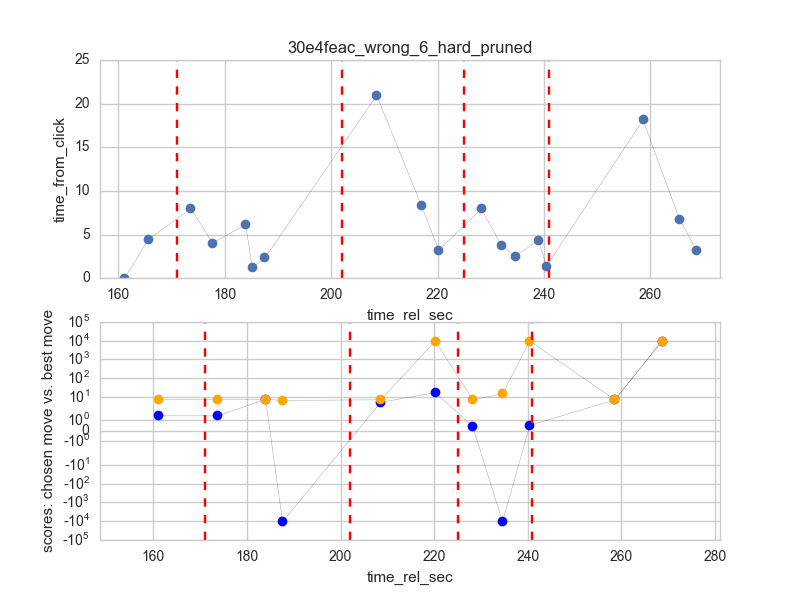 30e4feac_wrong_6_hard_pruned
time_from_click
25
20
15
10
5
0
160 180 200 220 240 260
time_rel_sec
scores: chosen move vs. best move
10^5
10^4
10^3
10^2
10^1
10^0
0
-10^0
-10^1
-10^2
-10^3
-10^4
-10^5
160 180 200 220 240 260 280
time_rel_sec